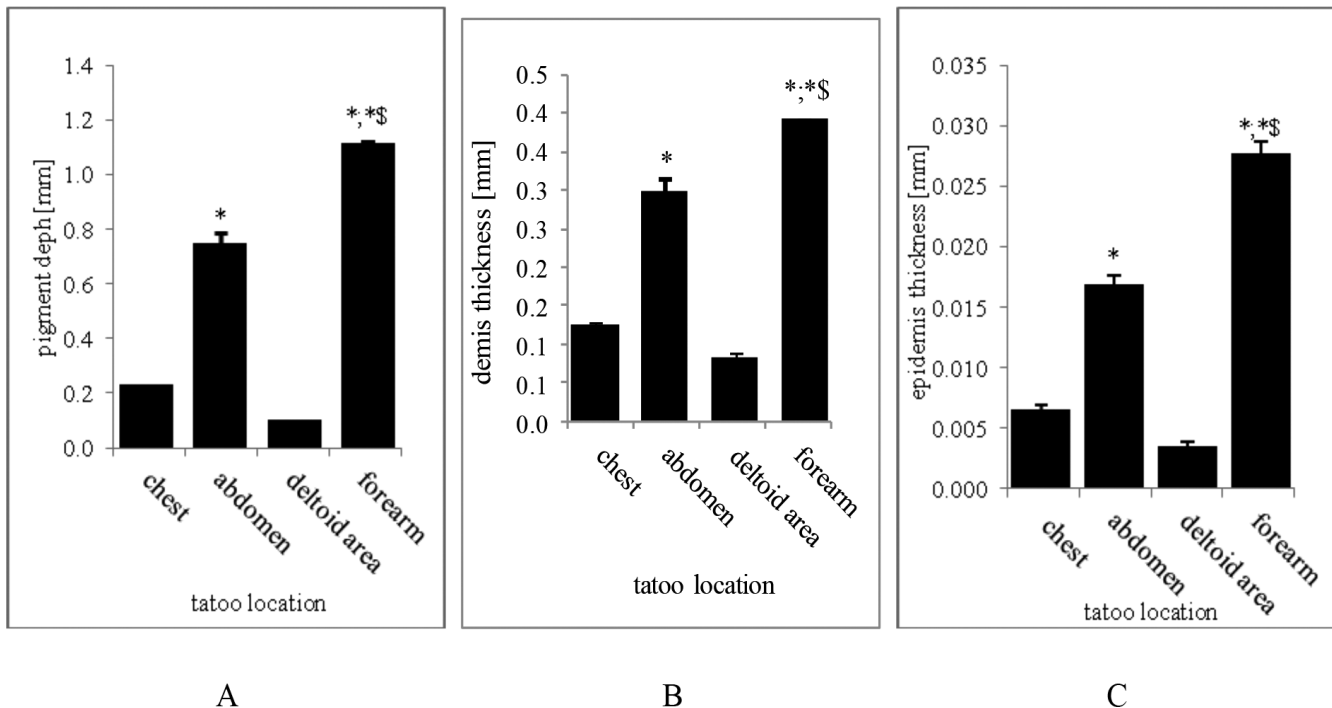 pigment deph [mm]
1.4
1.2
1.0
0.8
0.6
0.4
0.2
0.0
*
*;*$
chest
abdomen
deltoid area
forearm
tatoo location
A
demis thickness [mm]
0.5
0.4
0.4
0.3
0.3
0.2
0.2
0.1
0.1
0.0
*
*;*$
chest
abdomen
deltoid area
forearm
tatoo location
B
epidemis thickness [mm]
0.035
0.030
0.025
0.020
0.015
0.010
0.005
0.000
*
*;*$
chest
abdomen
deltoid area
forearm
tatoo location
C